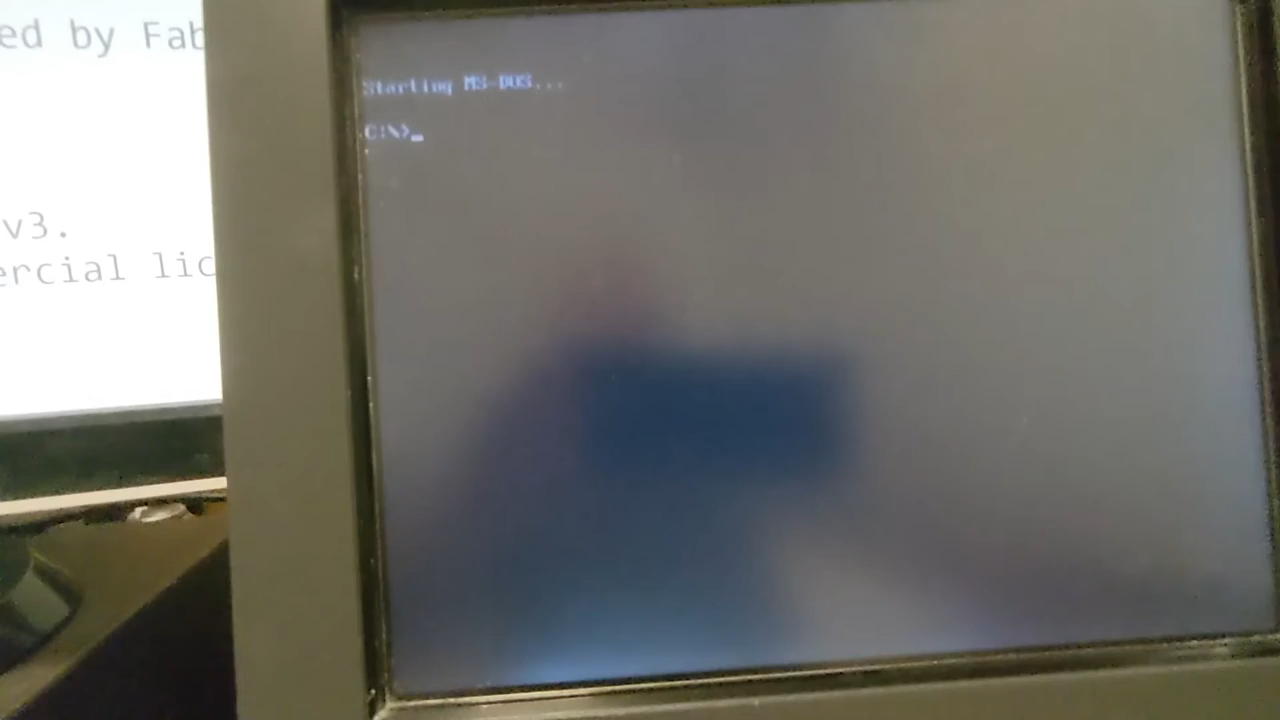 ed by Fab
v3.
ercial lic
Starting MS-DOS...
C:\>_